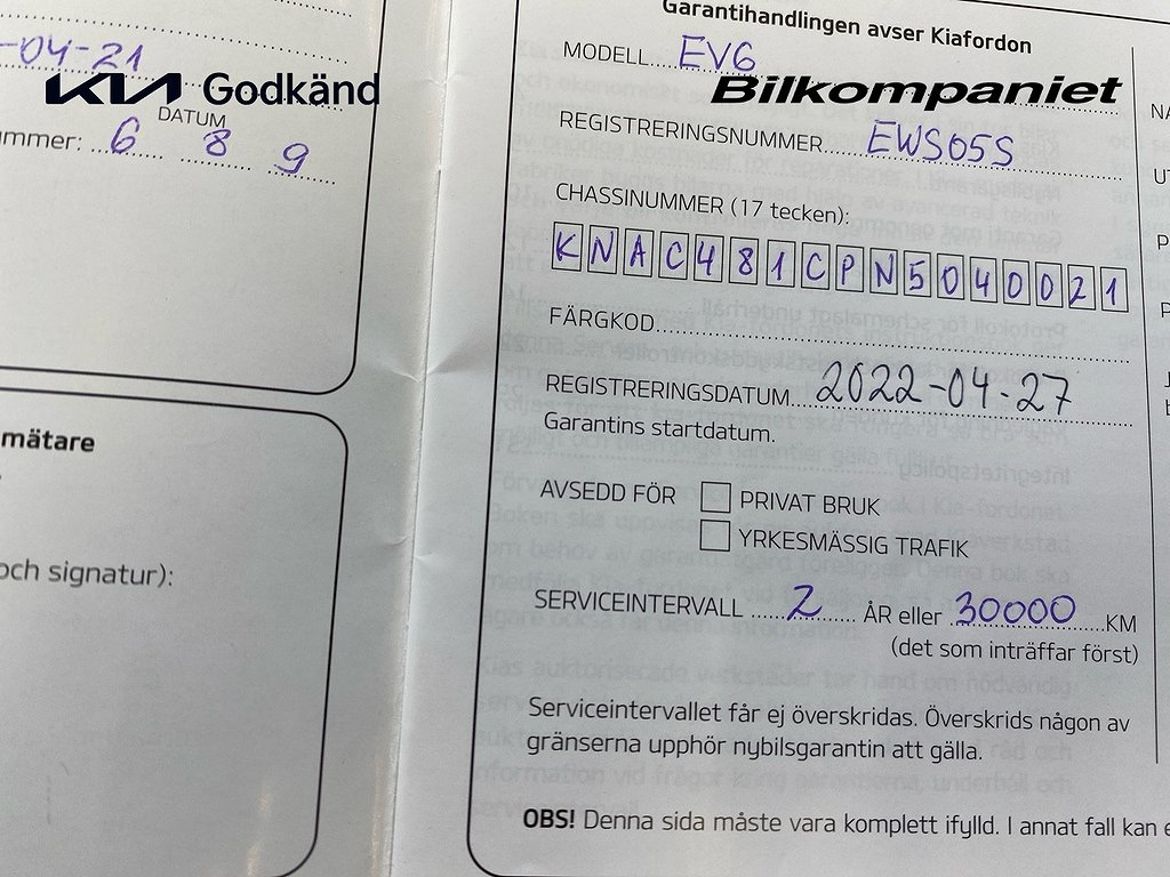 -04-21
KIA Godkänd
DATUM
ummer: 6 8 9
mätare
och signatur):
Garantihandlingen avser Kiafordon
MODELL EV6
Bilkompaniet
REGISTRERINGSNUMMER EWS05S
CHASSINUMMER (17 tecken):
KNAC481CPN5040021
FÄRGKOD
REGISTRERINGSDATUM 2022-04-27
Garantins startdatum.
AVSEDD FÖR PRIVAT BRUK
YRKESMÄSSIG TRAFIK
SERVICEINTERVALL 2 ÅR eller 30000 KM
(det som inträffar först)
Serviceintervallet får ej överskridas. Överskrids någon av
gränserna upphör nybilsgarantin att gälla.
OBS! Denna sida måste vara komplett ifylld. I annat fall kan